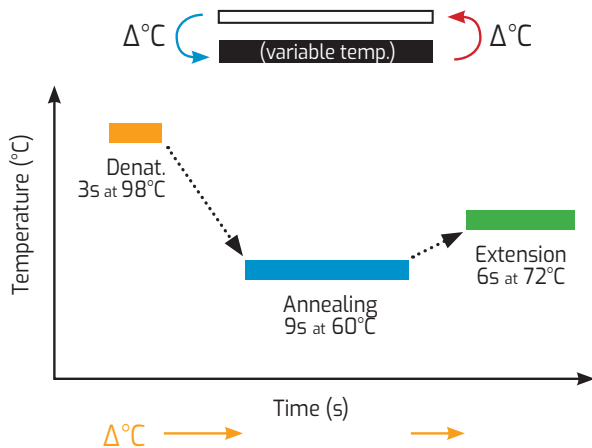 Δ°C
(variable temp.)
Δ°C
Temperature (°C)
Denat.
3s at 98°C
Annealing
9s at 60°C
Extension
6s at 72°C
Time (s)
Δ°C